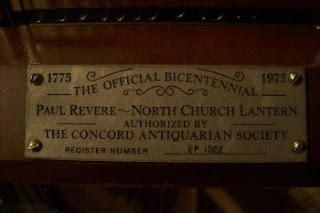 1775 1975
THE OFFICIAL BICENTENNIAL
PAUL REVERE~NORTH CHURCH LANTERN
AUTHORIZED BY
THE CONCORD ANTIQUARIAN SOCIETY
REGISTER NUMBER EP 1022